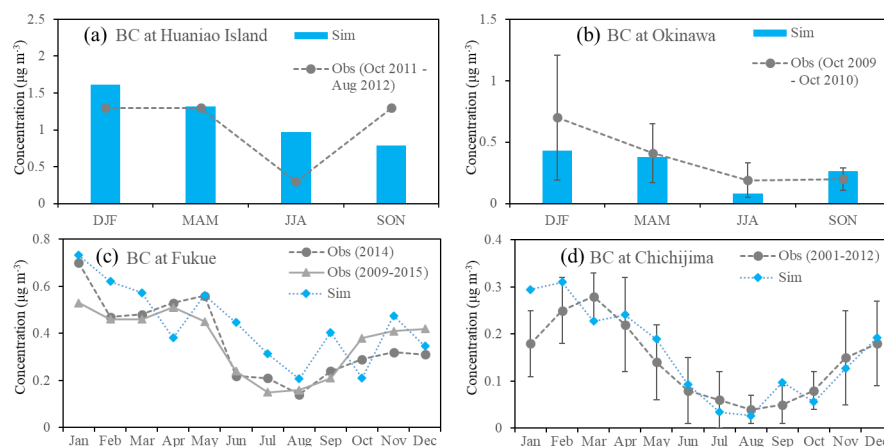 (a) BC at Huaniao Island
Sim
Obs (Oct 2011 -
Aug 2012)
Concentration (µg m⁻³)
2.5
2
1.5
1
0.5
0
DJF MAM JJA SON
(b) BC at Okinawa
Sim
Obs (Oct 2009
- Oct 2010)
Concentration (µg m⁻³)
1.5
1
0.5
0
DJF MAM JJA SON
(c) BC at Fukue
Obs (2014)
Obs (2009-2015)
Sim
Concentration (µg m⁻³)
0.8
0.6
0.4
0.2
0
Jan Feb Mar Apr May Jun Jul Aug Sep Oct Nov Dec
(d) BC at Chichijima
Obs (2001-2012)
Sim
Concentration (µg m⁻³)
0.4
0.3
0.2
0.1
0
Jan Feb Mar Apr May Jun Jul Aug Sep Oct Nov Dec